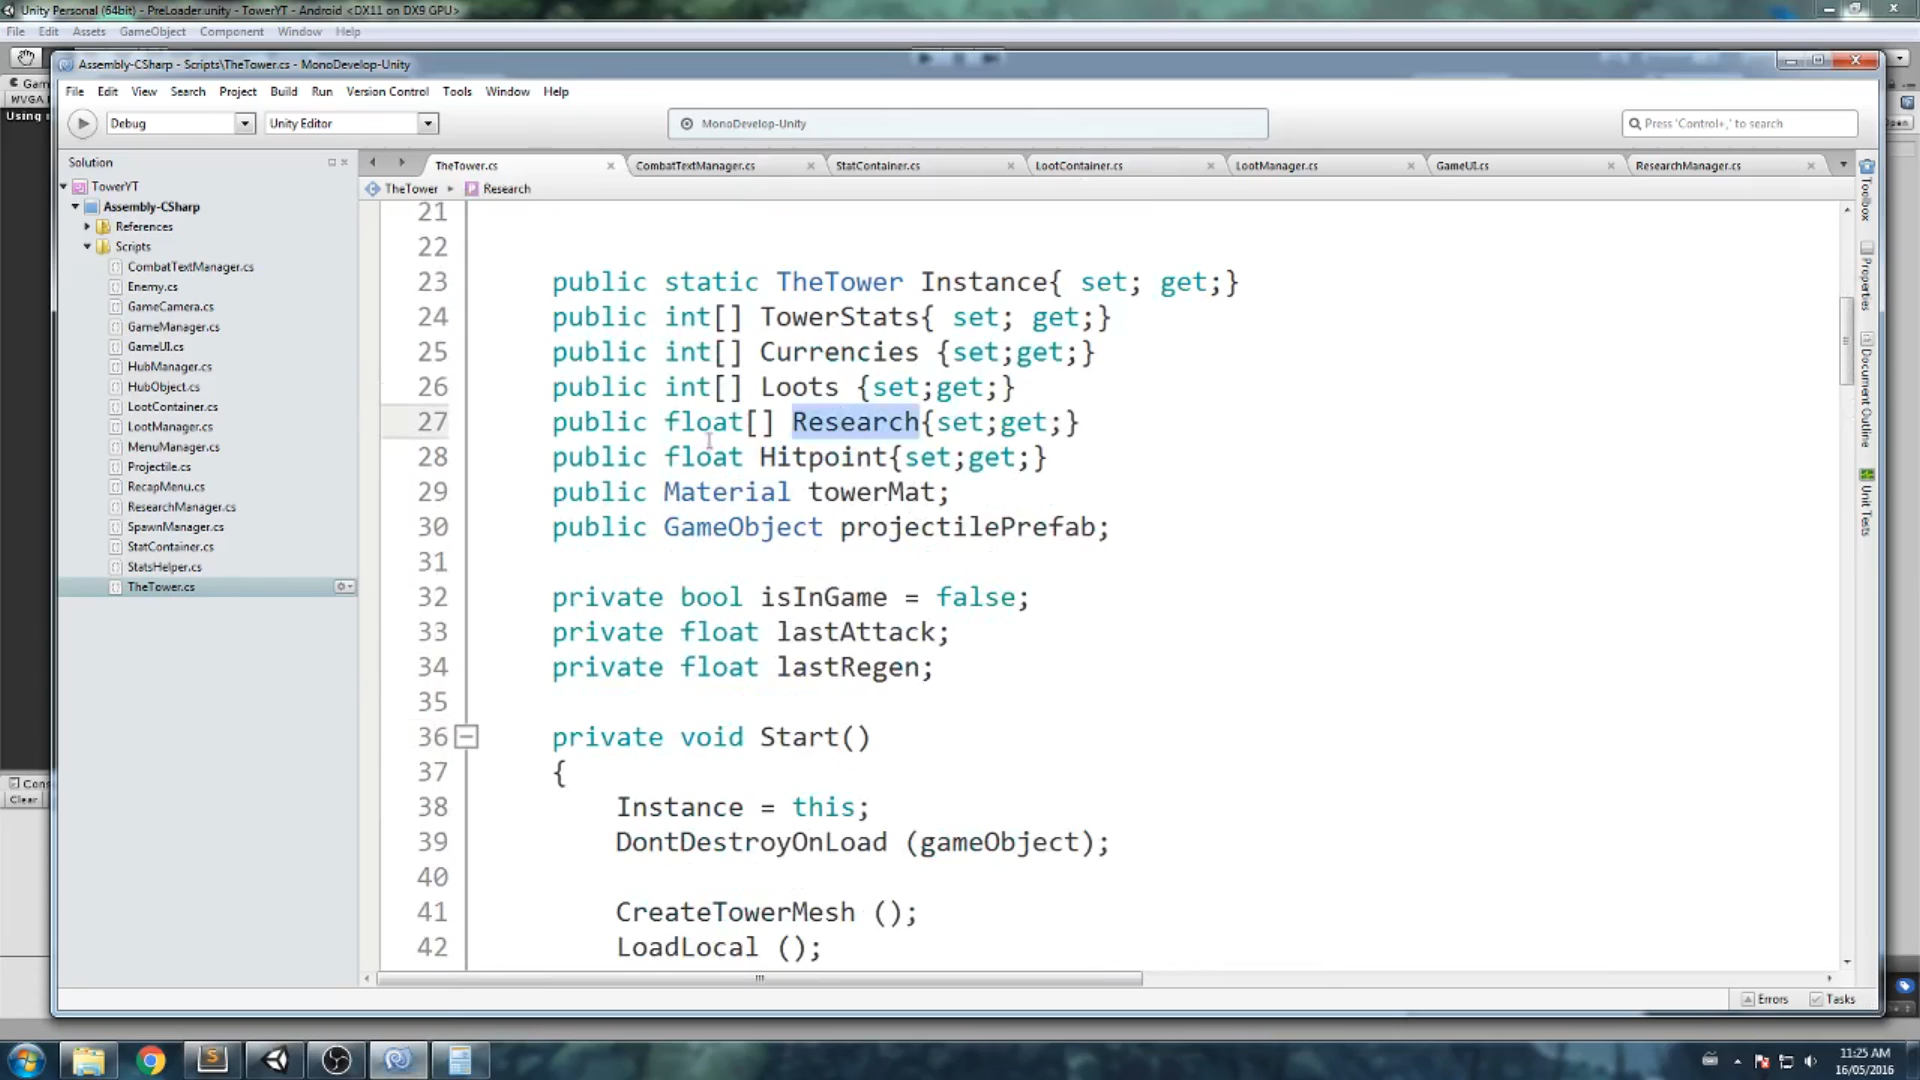 Unity Personal (64bit) - PreLoader.unity - TowerYT - Android <DX11 on DX9 GPU>
File Edit Assets GameObject Component Window Help
Assembly-CSharp - Scripts\TheTower.cs - MonoDevelop-Unity
File Edit View Search Project Build Run Version Control Tools Window Help
WVGA
Using
Debug
Unity Editor
MonoDevelop-Unity
Press 'Control+,' to search
Solution
TowerYT
Assembly-CSharp
References
Scripts
CombatTextManager.cs
Enemy.cs
GameCamera.cs
GameManager.cs
GameUI.cs
HubManager.cs
HubObject.cs
LootContainer.cs
LootManager.cs
MenuManager.cs
Projectile.cs
RecapMenu.cs
ResearchManager.cs
SpawnManager.cs
StatContainer.cs
StatsHelper.cs
TheTower.cs
TheTower.cs CombatTextManager.cs StatContainer.cs LootContainer.cs LootManager.cs GameUI.cs ResearchManager.cs
TheTower Research
21
22
23 public static TheTower Instance{ set; get;}
24 public int[] TowerStats{ set; get;}
25 public int[] Currencies {set;get;}
26 public int[] Loots {set;get;}
27 public float[] Research{set;get;}
28 public float Hitpoint{set;get;}
29 public Material towerMat;
30 public GameObject projectilePrefab;
31
32 private bool isInGame = false;
33 private float lastAttack;
34 private float lastRegen;
35
36 private void Start()
37 {
38 Instance = this;
39 DontDestroyOnLoad (gameObject);
40
41 CreateTowerMesh ();
42 LoadLocal ();
Toolbox
Properties
Document Outline
Unit Tests
Clear
Errors Tasks
11:25 AM
16/05/2016